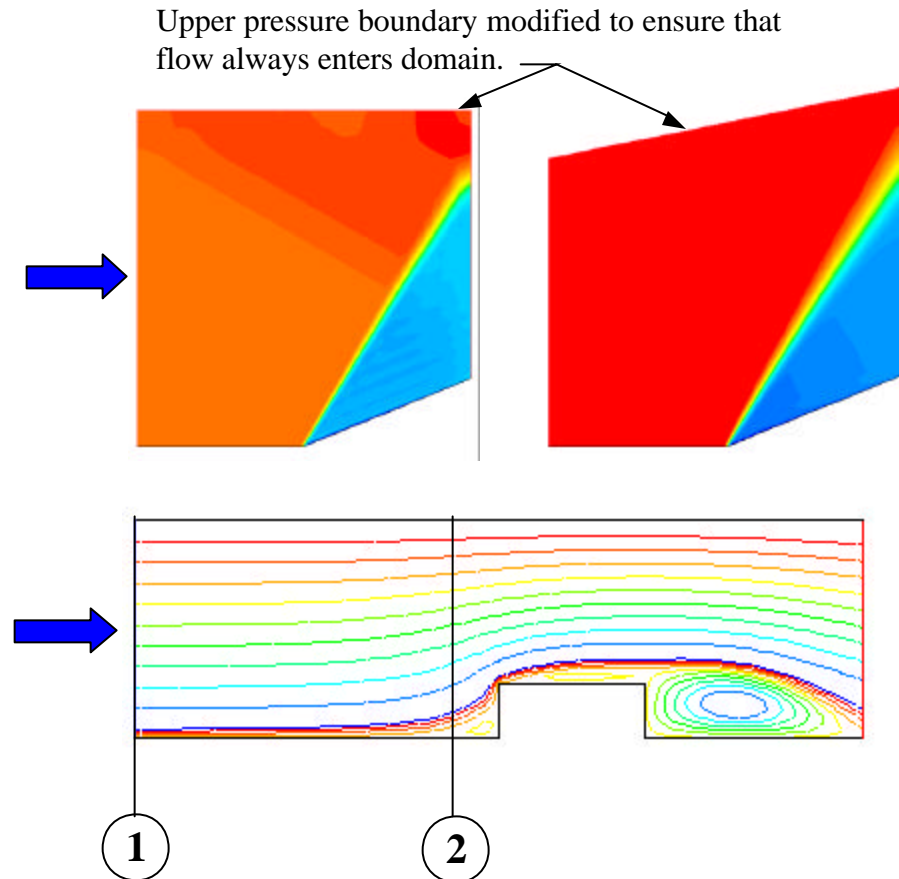 Upper pressure boundary modified to ensure that
flow always enters domain.
1
2